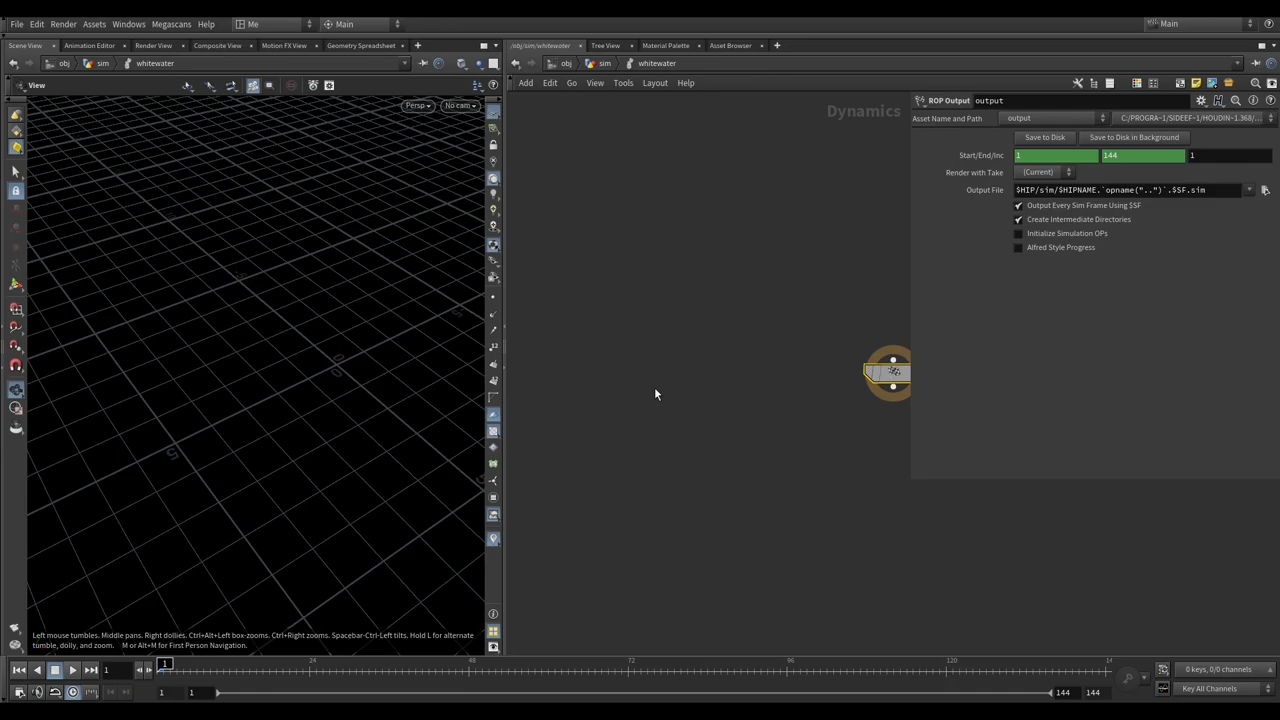 File Edit Render Assets Windows Megascans Help Me Main Main
Scene View Animation Editor Render View Composite View Motion FX View Geometry Spreadsheet
/obj/sim/whitewater Tree View Material Palette Asset Browser
obj sim whitewater
obj sim whitewater
View
Add Edit Go View Tools Layout Help
Persp No cam
Dynamics
ROP Output output
Asset Name and Path output C:/PROGRA~1/SIDEEF~1/HOUDIN~1.368/...
Save to Disk Save to Disk in Background
Start/End/Inc 1 144 1
Render with Take (Current)
Output File $HIP/sim/$HIPNAME.`opname("..")`.$SF.sim
Output Every Sim Frame Using $SF
Create Intermediate Directories
Initialize Simulation OPs
Alfred Style Progress
Left mouse tumbles. Middle pans. Right dollies. Ctrl+Alt+Left box-zooms. Ctrl+Right zooms. Spacebar-Ctrl-Left tilts. Hold L for alternate
tumble, dolly, and zoom. M or Alt+M for First Person Navigation.
1 1 24 48 72 96 120 14
0 keys, 0/0 channels
1 1 144 144
Key All Channels